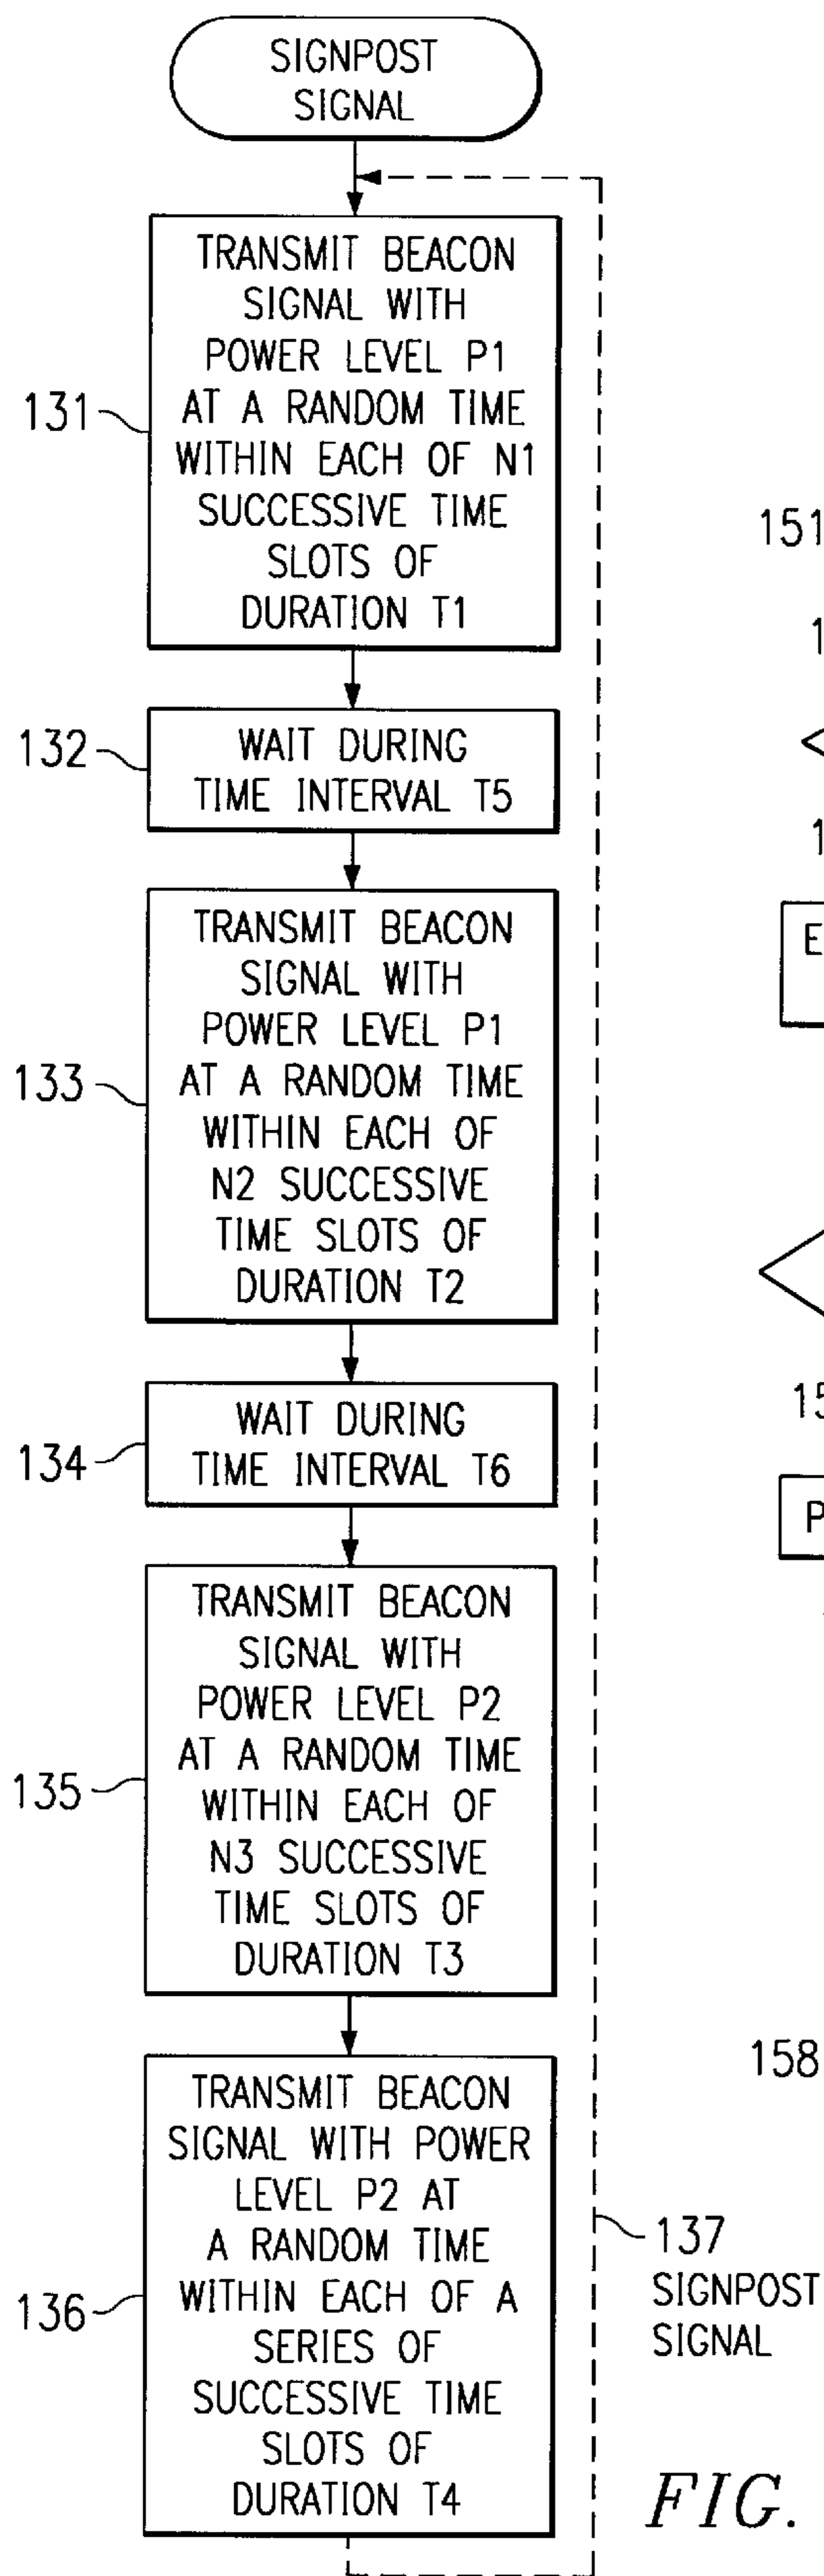 SIGNPOST
SIGNAL
TRANSMIT BEACON
SIGNAL WITH
POWER LEVEL P1
AT A RANDOM TIME
WITHIN EACH OF N1
SUCCESSIVE TIME
SLOTS OF
DURATION T1
131
WAIT DURING
TIME INTERVAL T5
132
TRANSMIT BEACON
SIGNAL WITH
POWER LEVEL P1
AT A RANDOM TIME
WITHIN EACH OF
N2 SUCCESSIVE
TIME SLOTS OF
DURATION T2
133
WAIT DURING
TIME INTERVAL T6
134
TRANSMIT BEACON
SIGNAL WITH
POWER LEVEL P2
AT A RANDOM TIME
WITHIN EACH OF
N3 SUCCESSIVE
TIME SLOTS OF
DURATION T3
135
TRANSMIT BEACON
SIGNAL WITH POWER
LEVEL P2 AT
A RANDOM TIME
WITHIN EACH OF A
SERIES OF
SUCCESSIVE TIME
SLOTS OF
DURATION T4
136
137
SIGNPOST
SIGNAL
151
158
FIG.